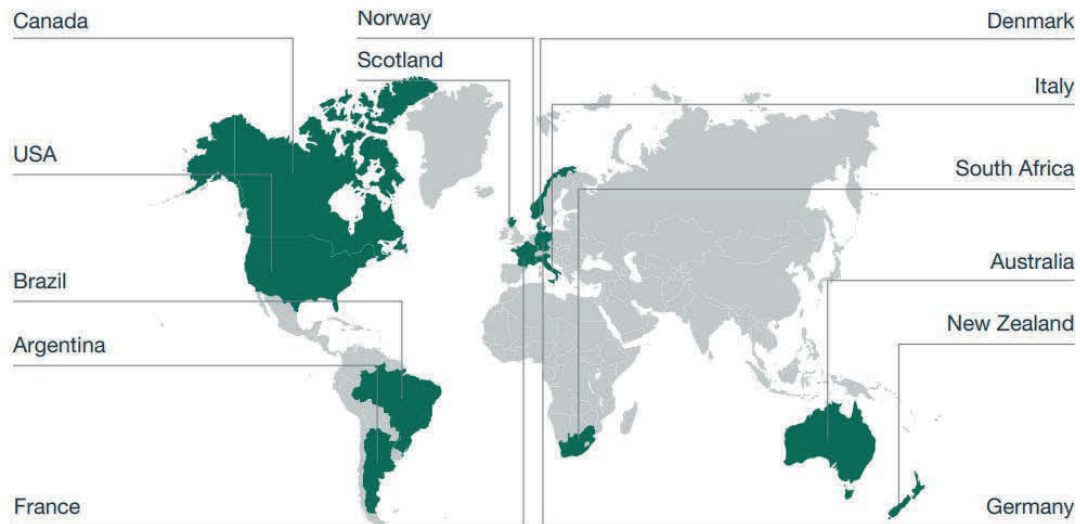 Canada
Norway
Denmark
Scotland
Italy
USA
South Africa
Australia
Brazil
New Zealand
Argentina
France
Germany